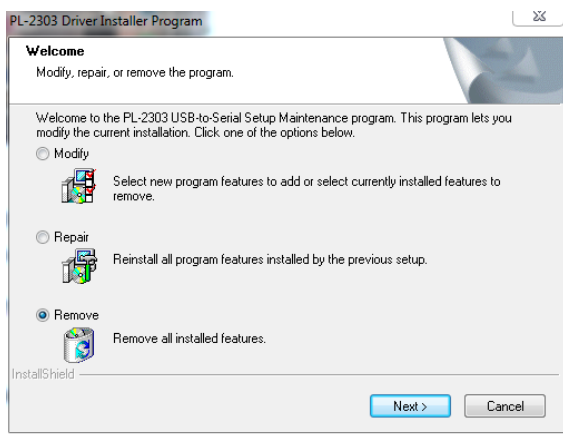 PL-2303 Driver Installer Program
Welcome
Modify, repair, or remove the program.
Welcome to the PL-2303 USB-to-Serial Setup Maintenance program. This program lets you
modify the current installation. Click one of the options below.
Modify
Select new program features to add or select currently installed features to
remove.
Repair
Reinstall all program features installed by the previous setup.
Remove
Remove all installed features.
InstallShield
Next >
Cancel